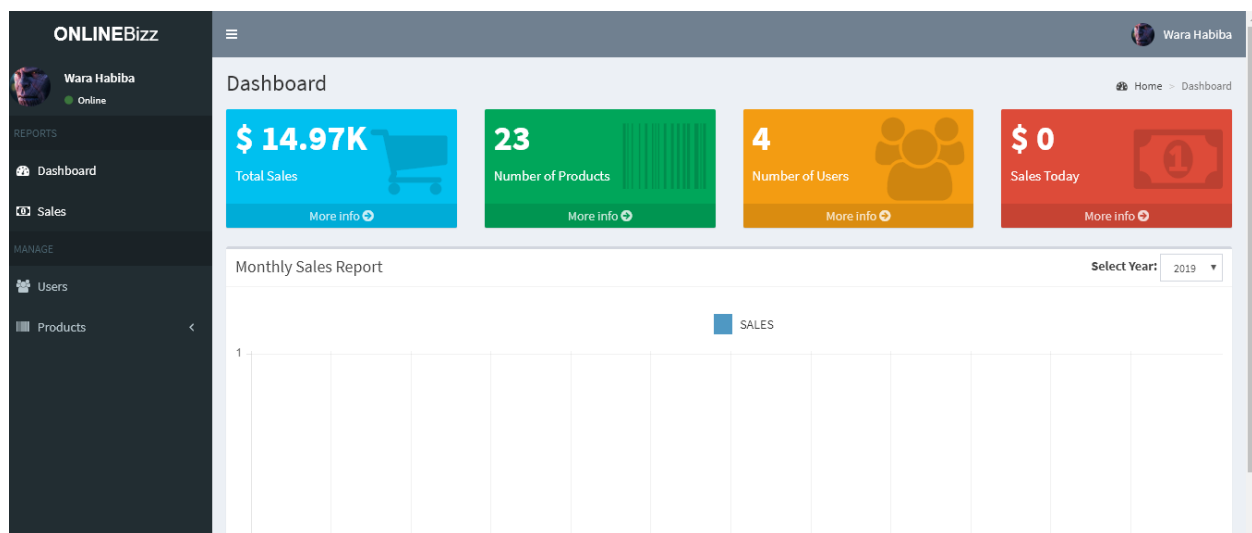 ONLINEBizz
Wara Habiba
Wara Habiba
Online
REPORTS
Dashboard
Sales
MANAGE
Users
Products
Dashboard
Home > Dashboard
$ 14.97K
Total Sales
More info
23
Number of Products
More info
4
Number of Users
More info
$ 0
Sales Today
More info
Monthly Sales Report
Select Year: 2019
SALES
1